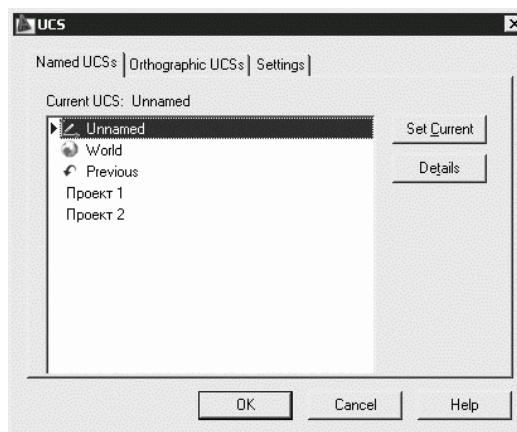 UCS
Named UCSs Orthographic UCSs Settings
Current UCS: Unnamed
Unnamed
World
Previous
Проект 1
Проект 2
Set Current
Details
OK Cancel Help